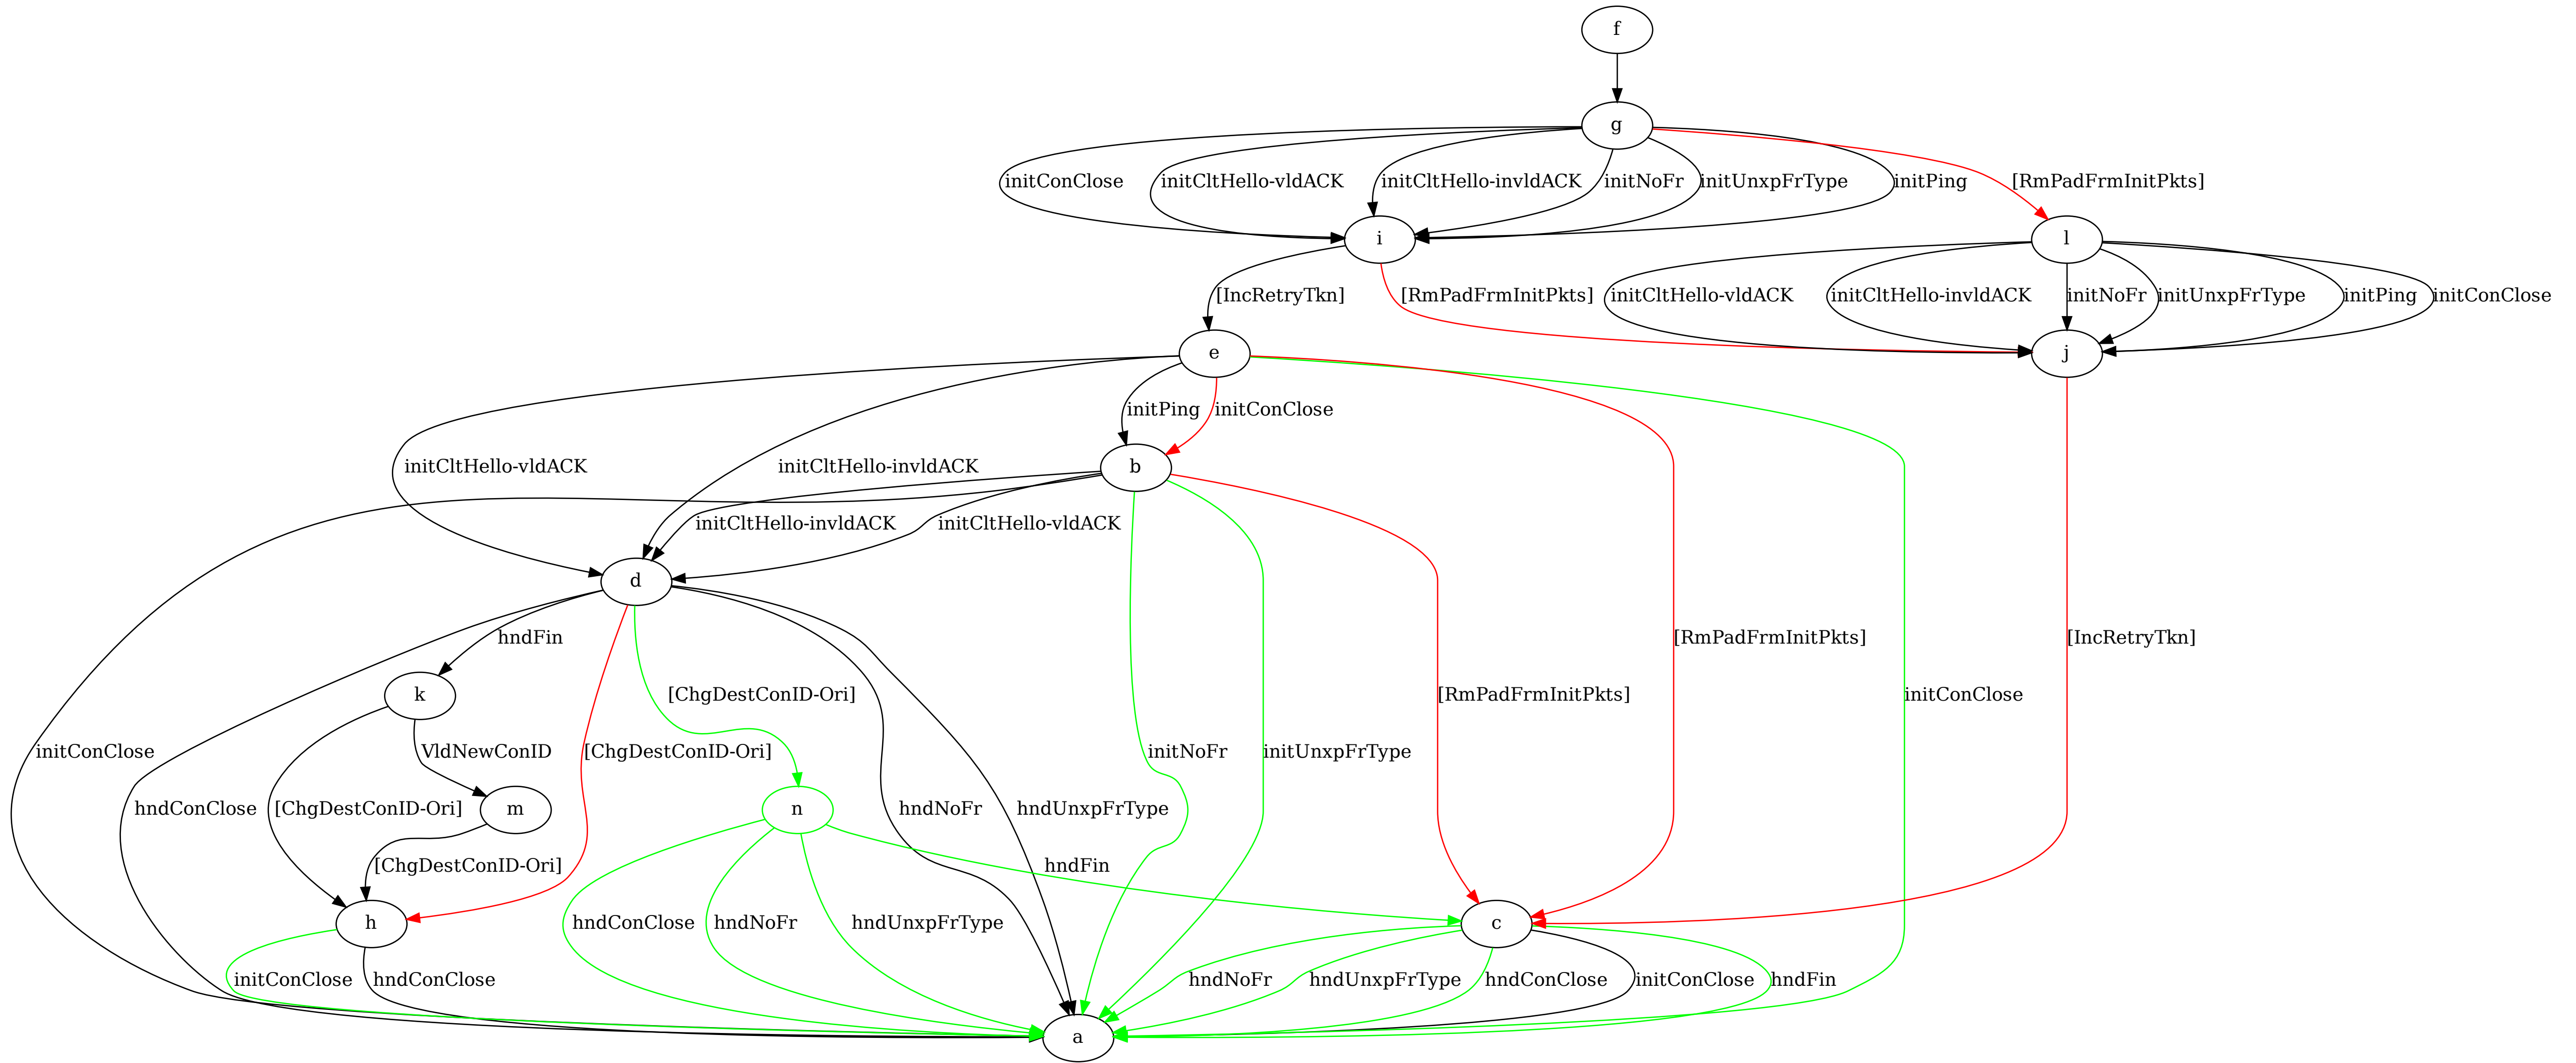 f
g
initConClose
initCltHello-vldACK
initCltHello-invldACK
initNoFr
initUnxpFrType
initPing
[RmPadFrmInitPkts]
i
l
[IncRetryTkn]
[RmPadFrmInitPkts]
initCltHello-vldACK
initCltHello-invldACK
initNoFr
initUnxpFrType
initPing
initConClose
e
j
initPing
initConClose
initCltHello-vldACK
initCltHello-invldACK
b
initCltHello-invldACK
initCltHello-vldACK
d
hndFin
[RmPadFrmInitPkts]
[IncRetryTkn]
k
[ChgDestConID-Ori]
[RmPadFrmInitPkts]
initConClose
initConClose
VldNewConID
[ChgDestConID-Ori]
initNoFr
initUnxpFrType
hndConClose
[ChgDestConID-Ori]
m
n
hndNoFr
hndUnxpFrType
[ChgDestConID-Ori]
hndFin
h
hndConClose
hndNoFr
hndUnxpFrType
c
initConClose
hndConClose
hndNoFr
hndUnxpFrType
hndConClose
initConClose
hndFin
a